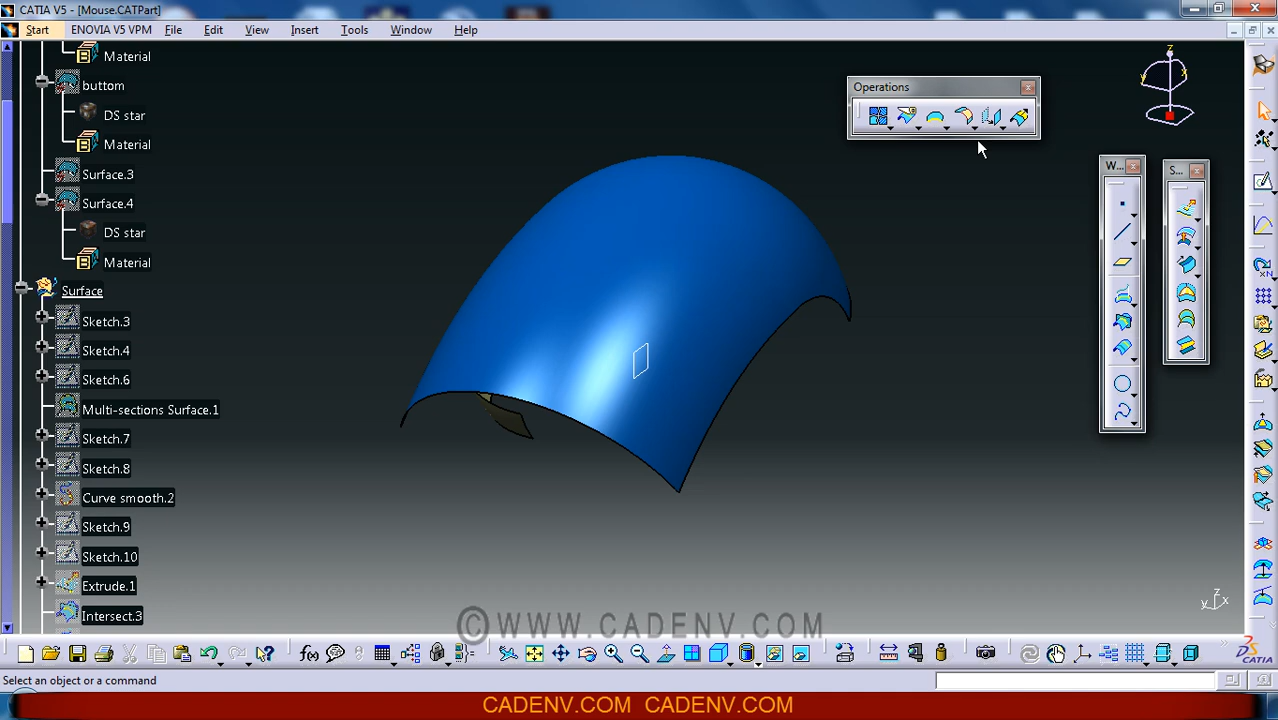 CATIA V5 - [Mouse.CATPart]
Start ENOVIA V5 VPM File Edit View Insert Tools Window Help
Material
buttom
DS star
Material
Surface.3
Surface.4
DS star
Material
Surface
Sketch.3
Sketch.4
Sketch.6
Multi-sections Surface.1
Sketch.7
Sketch.8
Curve smooth.2
Sketch.9
Sketch.10
Extrude.1
Intersect.3
Operations
W...
S...
z
y
x
z
y x
©WWW.CADENV.COM
f(x)
DS CATIA
Select an object or a command
CADENV.COM CADENV.COM